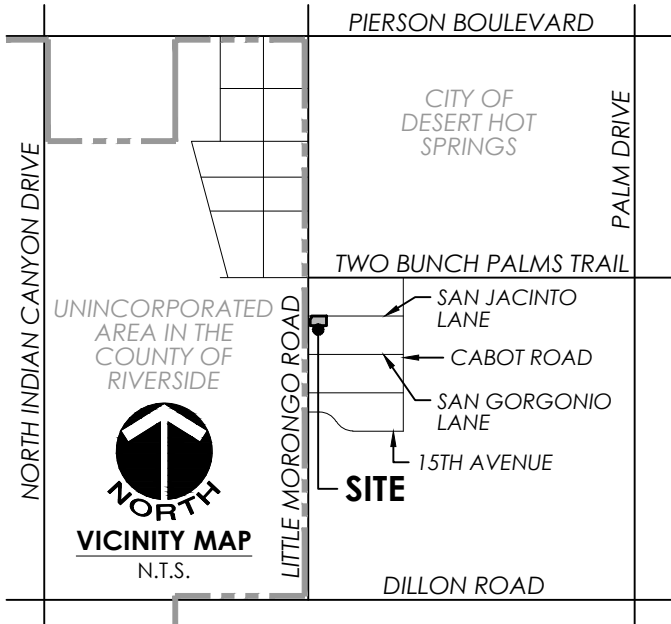 PIERSON BOULEVARD
CITY OF
DESERT HOT
SPRINGS
NORTH INDIAN CANYON DRIVE
PALM DRIVE
TWO BUNCH PALMS TRAIL
UNINCORPORATED
AREA IN THE
COUNTY OF
RIVERSIDE
LITTLE MORONGO ROAD
SAN JACINTO
LANE
CABOT ROAD
SAN GORGONIO
LANE
15TH AVENUE
SITE
NORTH
VICINITY MAP
N.T.S.
DILLON ROAD